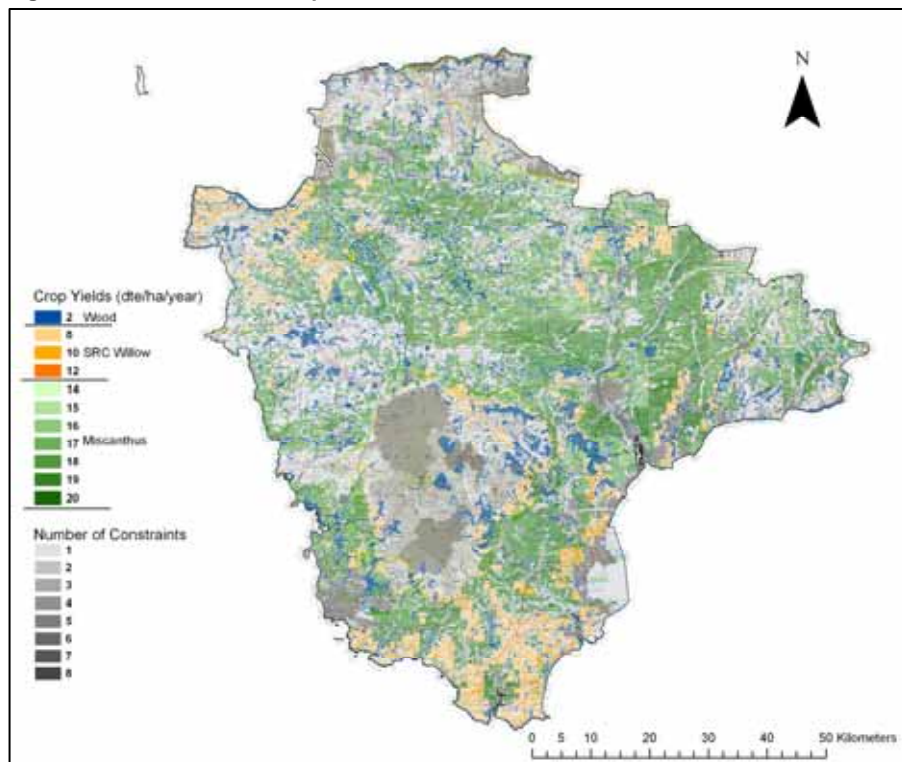 N
Crop Yields (dte/ha/year)
2 Wood
8
10 SRC Willow
12
14
15
16
17 Miscanthus
18
19
20
Number of Constraints
1
2
3
4
5
6
7
8
0 5 10 20 30 40 50 Kilometers